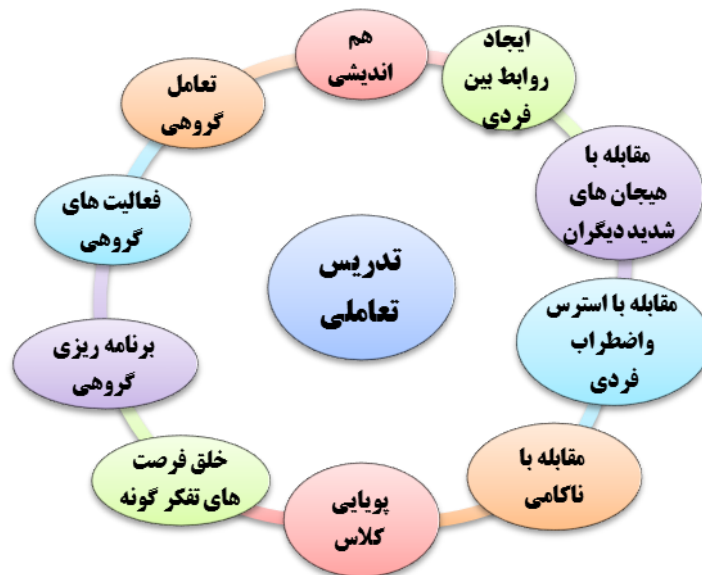 هم
اندیشی
ایجاد
روابط بین
فردی
مقابله با
هیجان های
شدید دیگران
مقابله با استرس
واضطراب
فردی
مقابله با
ناکامی
پویایی
کلاس
خلق فرصت
های تفکر گونه
برنامه ریزی
گروهی
فعالیت های
گروهی
تعامل
گروهی
تدریس
تعاملی